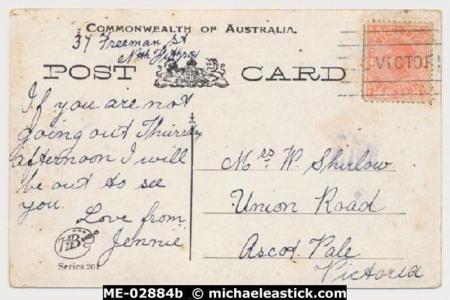 COMMONWEALTH OF AUSTRALIA.
37 Freeman St
Nth Fitzroy
POST CARD
VICTORI
If you are not
going out Thursday
afternoon I will
be out to see
you.
Love from
Jennie
Series 201
Mrs W. Shirlow
Union Road
Ascot Vale
Victoria
ME-02884b © michaeleastick.com